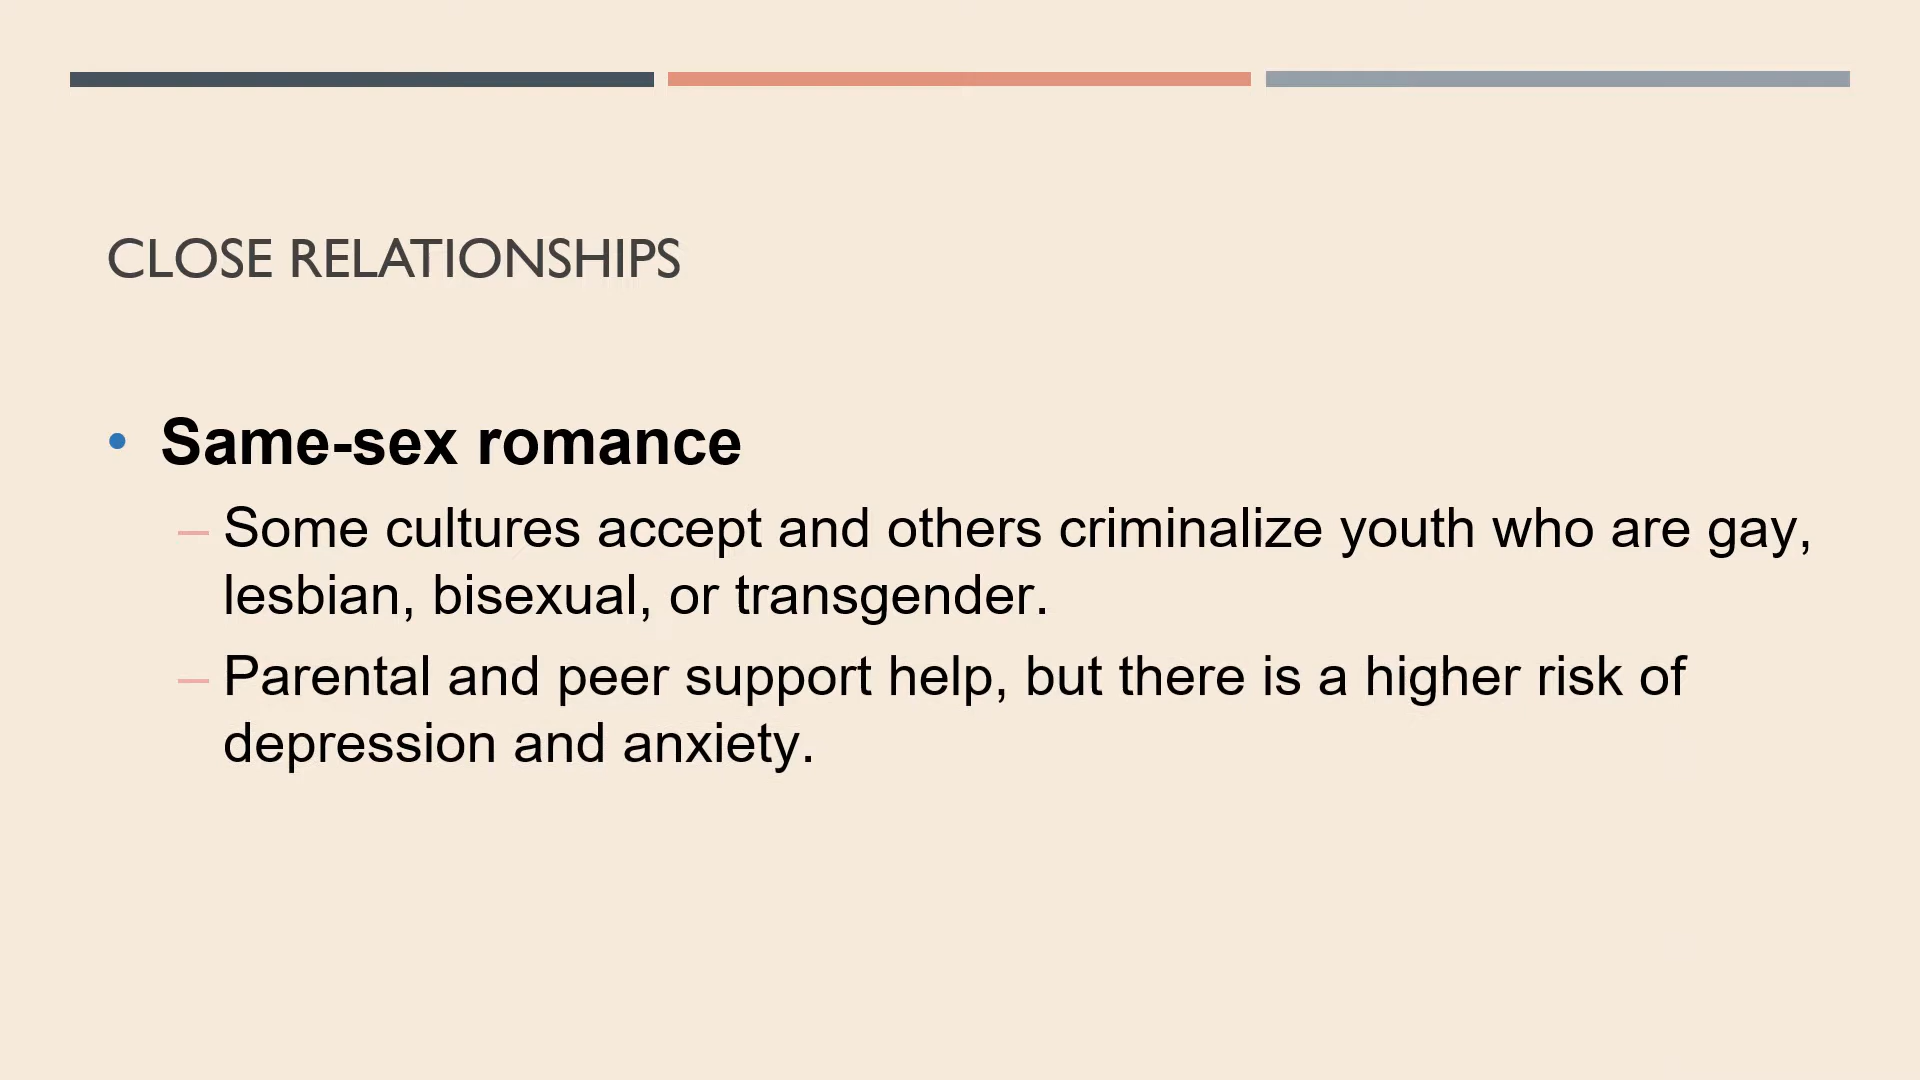 CLOSE RELATIONSHIPS
• Same-sex romance
– Some cultures accept and others criminalize youth who are gay,
lesbian, bisexual, or transgender.
– Parental and peer support help, but there is a higher risk of
depression and anxiety.